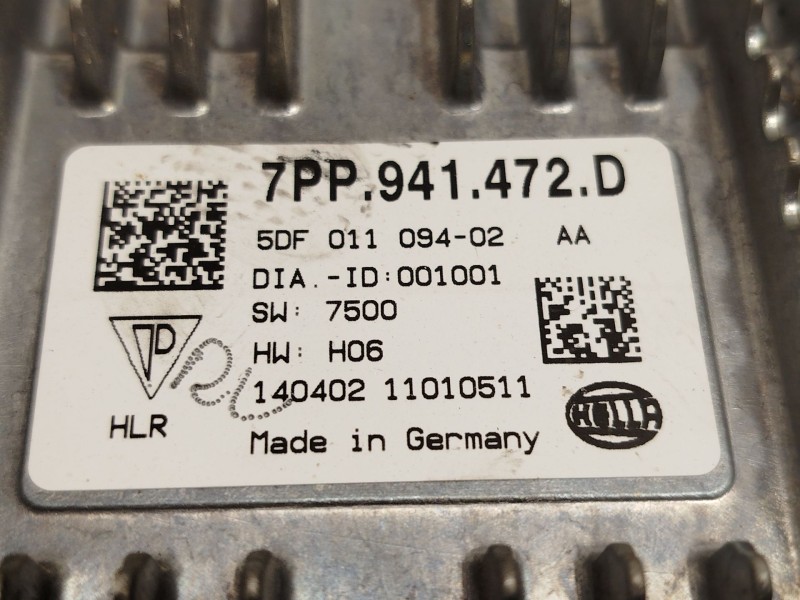 7PP.941.472.D
5DF 011 094-02 AA
DIA.-ID:001001
SW: 7500
HW: H06
140402 11010511
HLR
Made in Germany
HELLA